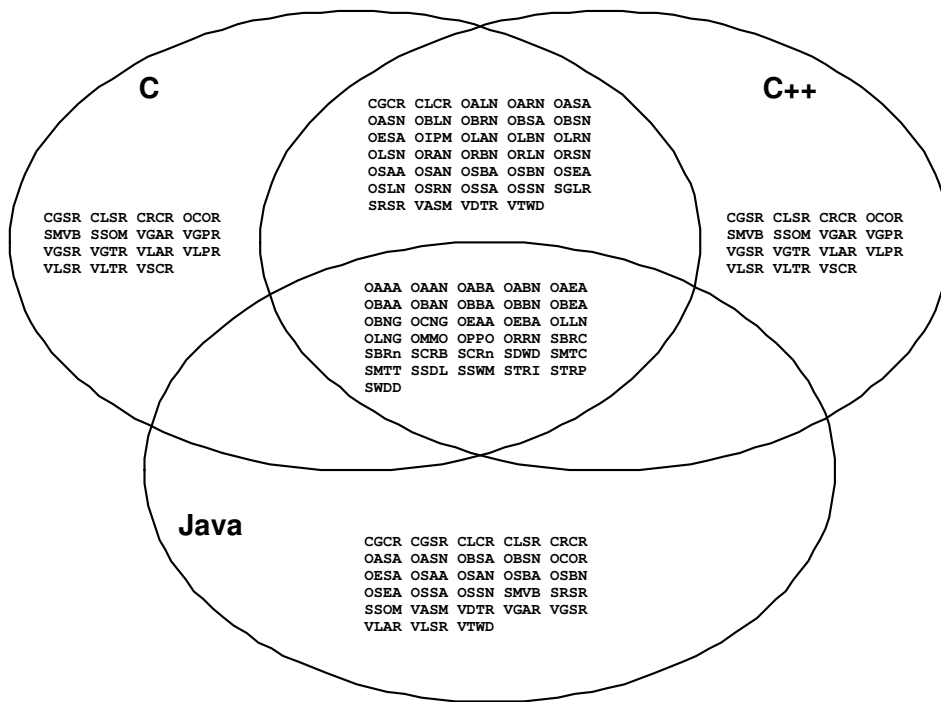 C
C++
CGCR CLCR OALN OARN OASA
OASN OBLN OBRN OBSA OBSN
OESA OIPM OLAN OLBN OLRN
OLSN ORAN ORBN ORLN ORSN
OSAA OSAN OSBA OSBN OSEA
OSLN OSRN OSSA OSSN SGLR
SRSR VASM VDTR VTWD
CGSR CLSR CRCR OCOR
SMVB SSOM VGAR VGPR
VGSR VGTR VLAR VLPR
VLSR VLTR VSCR
CGSR CLSR CRCR OCOR
SMVB SSOM VGAR VGPR
VGSR VGTR VLAR VLPR
VLSR VLTR VSCR
OAAA OAAN OABA OABN OAEA
OBAA OBAN OBBA OBBN OBEA
OBNG OCNG OEAA OEBA OLLN
OLNG OMMO OPPO ORRN SBRC
SBRn SCRB SCRn SDWD SMTC
SMTT SSDL SSWM STRI STRP
SWDD
Java
CGCR CGSR CLCR CLSR CRCR
OASA OASN OBSA OBSN OCOR
OESA OSAA OSAN OSBA OSBN
OSEA OSSA OSSN SMVB SRSR
SSOM VASM VDTR VGAR VGSR
VLAR VLSR VTWD